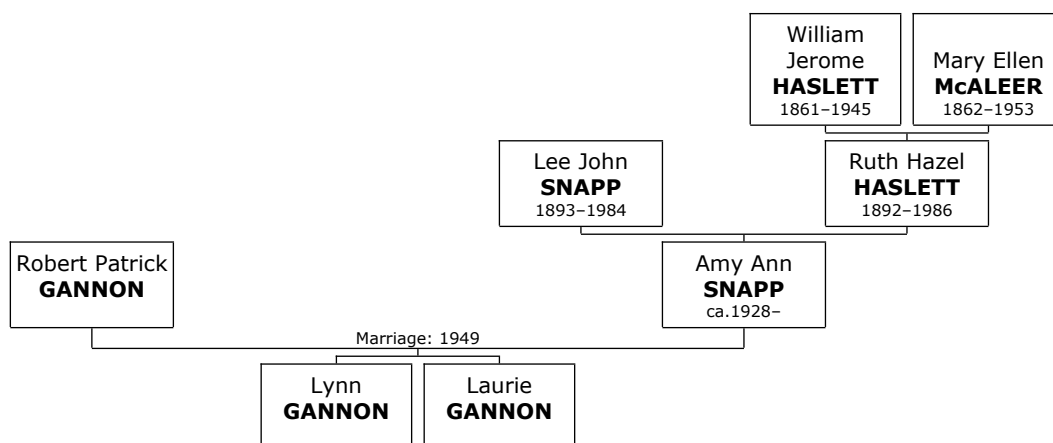 William
Jerome
HASLETT
1861–1945
Mary Ellen
McALEER
1862–1953
Lee John
SNAPP
1893–1984
Ruth Hazel
HASLETT
1892–1986
Robert Patrick
GANNON
Amy Ann
SNAPP
ca.1928–
Marriage: 1949
Lynn
GANNON
Laurie
GANNON